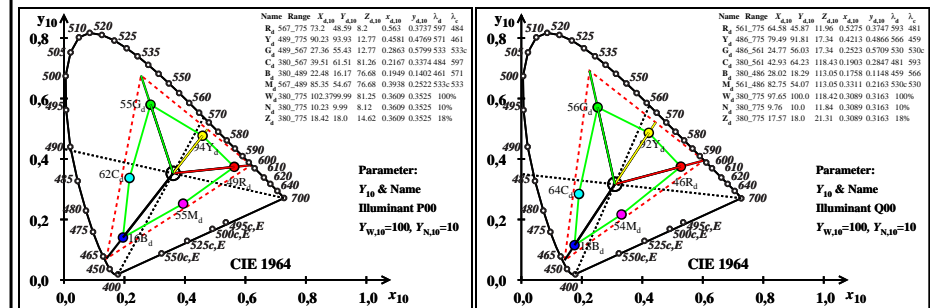 y10
Name Range Xd,10 Yd,10 Zd,10 xd,10 yd,10 λd λc
Rd 567_775 73.2 48.59 8.2 0.563 0.3737 597 484
Yd 475_775 90.23 93.93 12.77 0.4581 0.4769 571 461
Gd 489_567 27.36 55.43 12.77 0.2863 0.5799 533 533c
Cd 380_567 39.51 61.51 81.26 0.2167 0.3374 484 597
Bd 380_489 22.48 16.17 76.68 0.1949 0.1402 461 571
Md 567_489 85.35 54.67 76.68 0.3938 0.2522 533c 533
Wd 380_775 102.3799.99 81.25 0.3609 0.3525 100%
Nd 380_775 10.23 9.99 8.12 0.3609 0.3525 10%
Zd 380_775 18.42 18.0 14.62 0.3609 0.3525 18%
0,8
0,6
0,4
0,2
0,0
0,0 0,2 0,4 0,6 0,8 1,0 x10
510 520
525
505
500
495
490
485
480
475
465
450
400
550
560
570
580
590
600
610
620
640
700
495c,E
500c,E
525c,E
550c,E
55Gd
94Yd
62Cd
49Rd
55Md
16Bd
Parameter:
Y10 & Name
Illuminant P00
YW,10=100, YN,10=10
CIE 1964
y10
Name Range Xd,10 Yd,10 Zd,10 xd,10 yd,10 λd λc
Rd 561_775 64.58 45.87 11.96 0.5275 0.3747 593 481
Yd 486_775 79.49 91.81 17.34 0.4213 0.4866 566 459
Gd 486_561 24.77 56.03 17.34 0.2523 0.5709 530 530c
Cd 380_561 42.93 64.23 118.43 0.1903 0.2847 481 593
Bd 380_486 28.02 18.29 113.05 0.1758 0.1148 459 566
Md 561_486 82.75 54.07 113.05 0.3311 0.2163 530c 530
Wd 380_775 97.65 100.0 118.42 0.3089 0.3163 100%
Nd 380_775 9.76 10.0 11.84 0.3089 0.3163 10%
Zd 380_775 17.57 18.0 21.31 0.3089 0.3163 18%
0,8
0,6
0,4
0,2
0,0
0,0 0,2 0,4 0,6 0,8 1,0 x10
510 520
525
505
500
495
490
485
480
475
465
450
400
550
560
570
580
590
600
610
620
640
700
495c,E
500c,E
525c,E
550c,E
56Gd
92Yd
64Cd
46Rd
54Md
18Bd
Parameter:
Y10 & Name
Illuminant Q00
YW,10=100, YN,10=10
CIE 1964